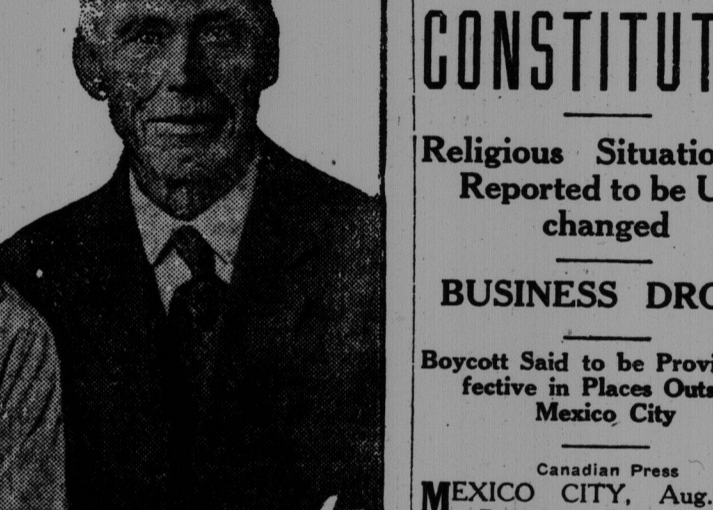 CONSTITUT
Religious Situatio
Reported to be U
changed
BUSINESS DRO
Boycott Said to be Provi
fective in Places Outs
Mexico City
Canadian Press
MEXICO CITY, Aug.